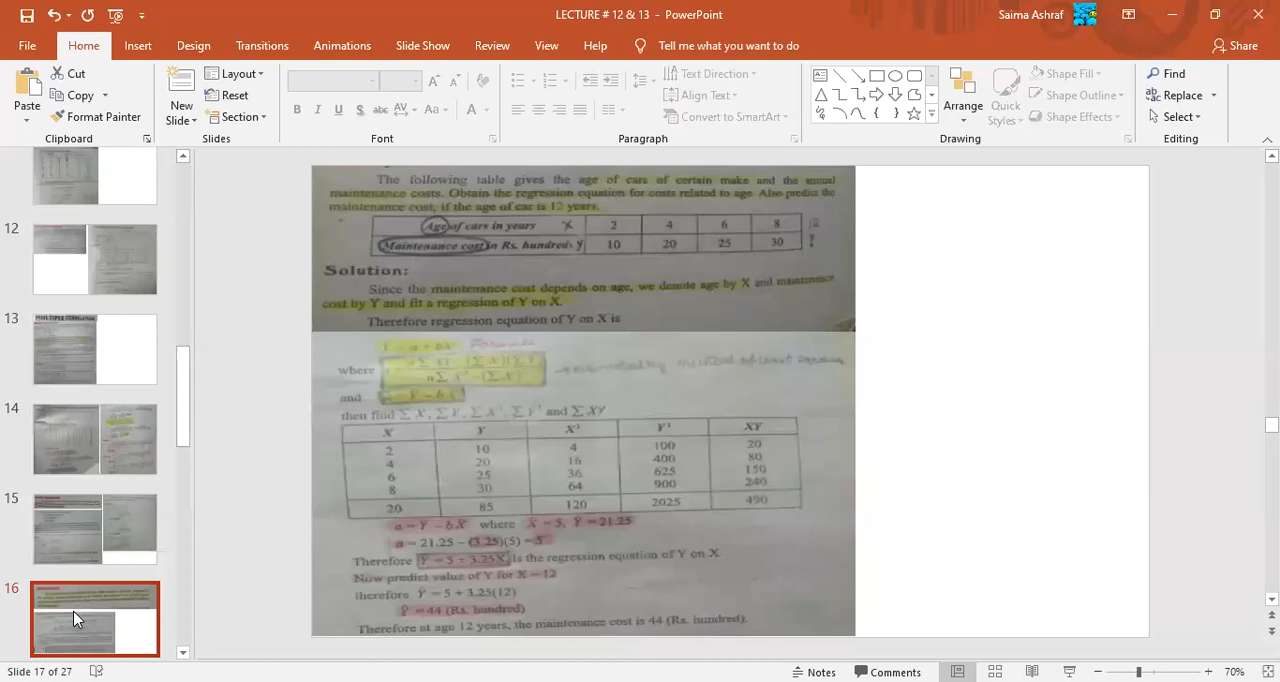 LECTURE # 12 & 13 - PowerPoint
Saima Ashraf
File Home Insert Design Transitions Animations Slide Show Review View Help Tell me what you want to do Share
Paste
Cut
Copy
Format Painter
Clipboard
New Slide
Layout
Reset
Section
Slides
B I U S abc AV Aa A
Font
Text Direction
Align Text
Convert to SmartArt
Paragraph
Arrange
Quick Styles
Shape Fill
Shape Outline
Shape Effects
Drawing
Find
Replace
Select
Editing
12
13
14
15
16
The following table gives the age of cars of certain make and the annual
maintenance costs. Obtain the regression equation for costs related to age. Also predict the
maintenance cost, if the age of car is 12 years.
Age of cars in years X 2 4 6 8 12
Maintenance cost in Rs. hundreds Y 10 20 25 30 ?
Solution:
Since the maintenance cost depends on age, we denote age by X and maintenance
cost by Y and fit a regression of Y on X.
Therefore regression equation of Y on X is
where
and
then find ∑ X, ∑ Y, ∑ X², ∑ Y² and ∑ XY
X Y X² Y² XY
2 10 4 100 20
4 20 16 400 80
6 25 36 625 150
8 30 64 900 240
20 85 120 2025 490
a = Y̅ – bX̅ where X̅ = 5, Y̅ = 21.25
a = 21.25 – (3.25)(5) = 5
Therefore Ŷ = 5 + 3.25X is the regression equation of Y on X.
Now predict value of Y for X = 12
therefore Ŷ = 5 + 3.25(12)
Ŷ = 44 (Rs. hundred)
Therefore at age 12 years, the maintenance cost is 44 (Rs. hundred).
Slide 17 of 27
Notes
Comments
70%